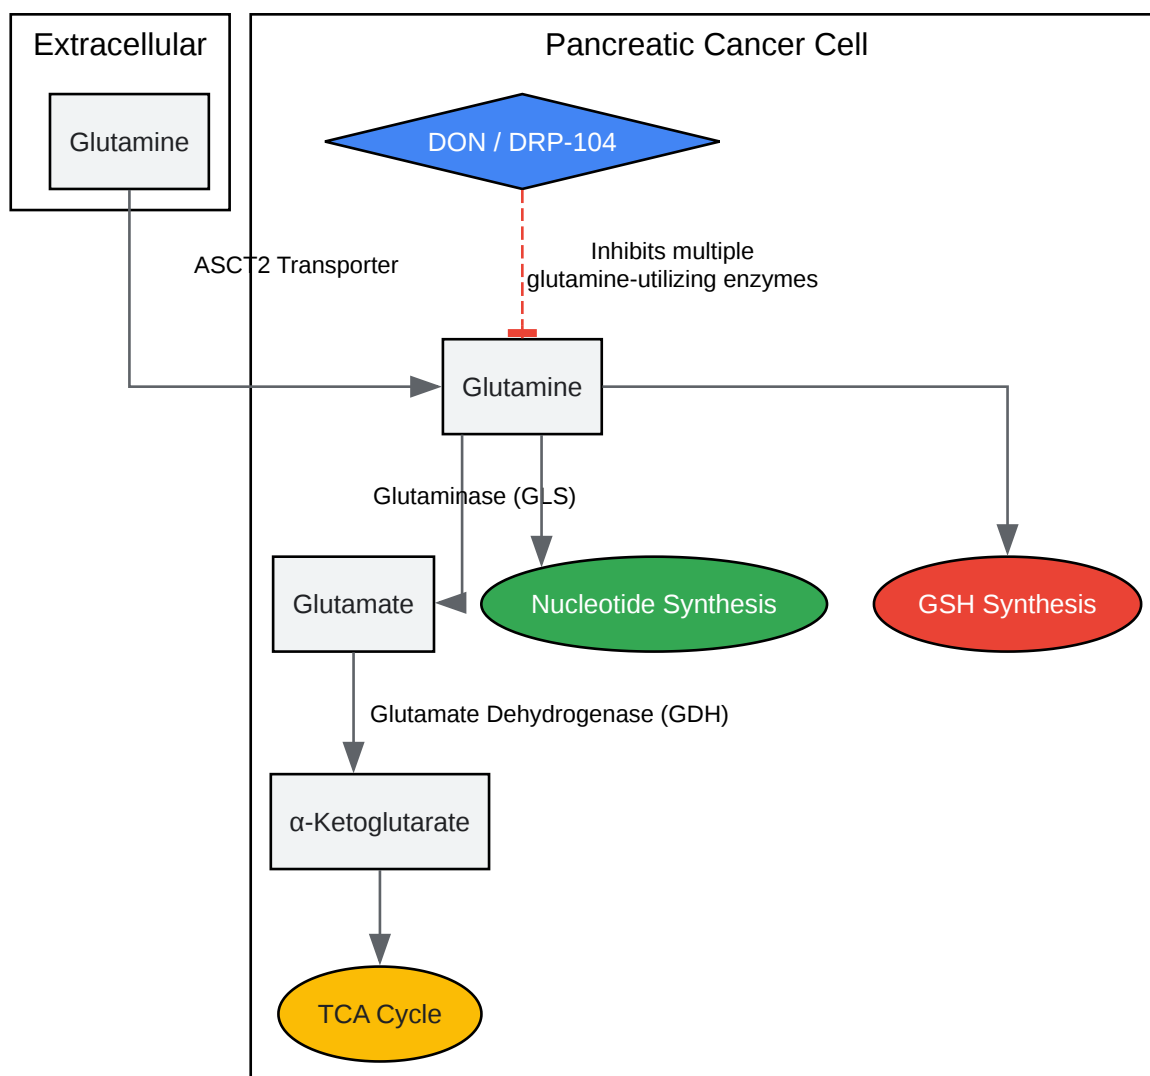 Extracellular
Pancreatic Cancer Cell
Glutamine
DON / DRP-104
ASCT2 Transporter
Inhibits multiple
glutamine-utilizing enzymes
Glutamine
Glutaminase (GLS)
Glutamate
Nucleotide Synthesis
GSH Synthesis
Glutamate Dehydrogenase (GDH)
α-Ketoglutarate
TCA Cycle